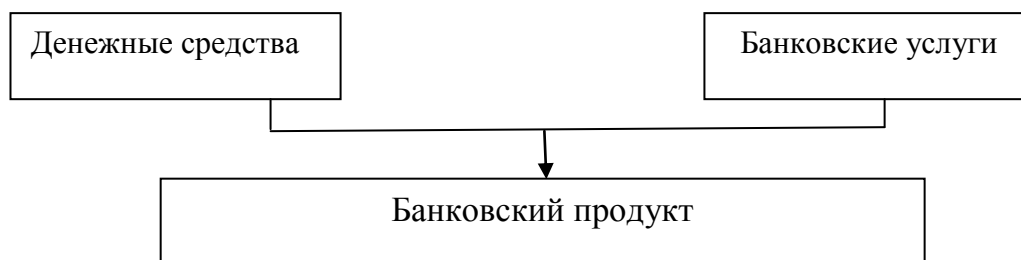 Денежные средства
Банковские услуги
Банковский продукт